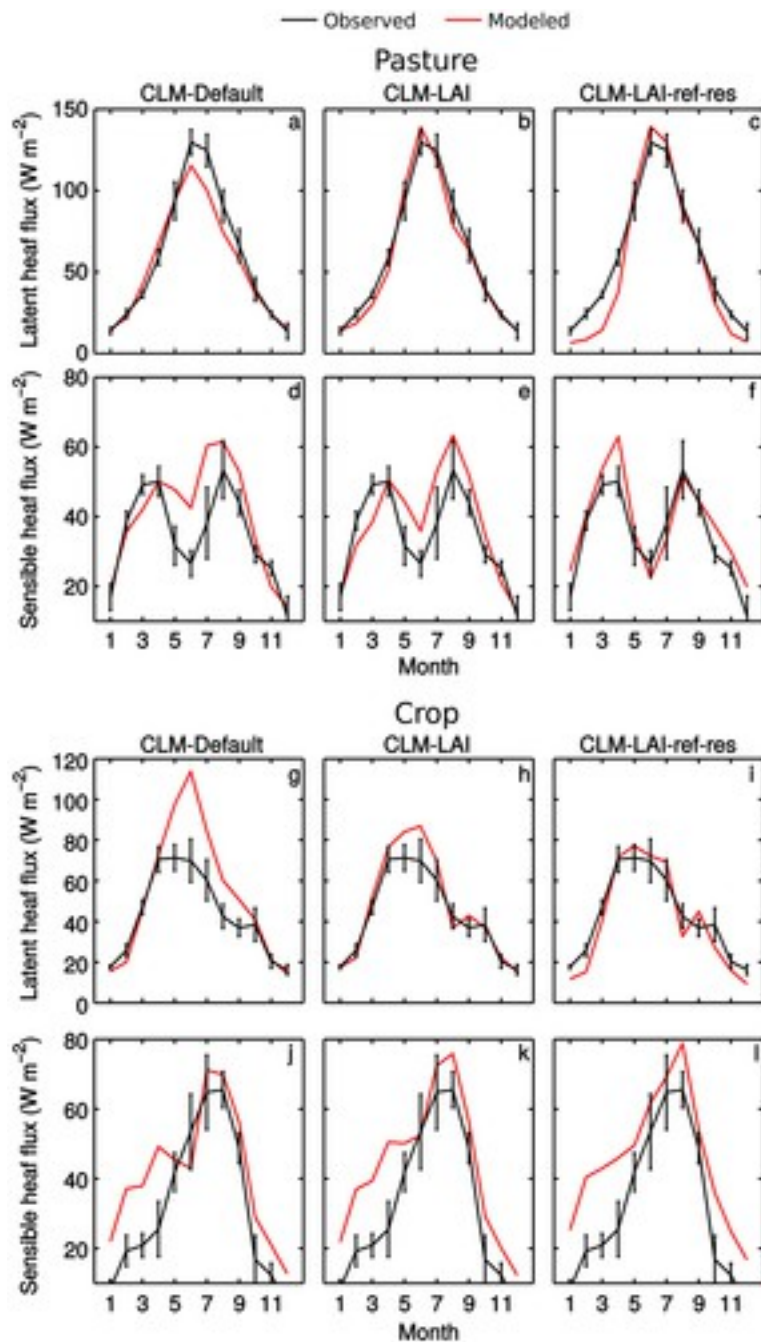 Observed Modeled
Pasture
CLM-Default CLM-LAI CLM-LAI-ref-res
Latent heaf flux (W m−2)
150
100
50
0
a b c
Sensible heaf flux (W m−2)
80
60
40
20
d e f
1 3 5 7 9 11 1 3 5 7 9 11 1 3 5 7 9 11
Month
Crop
CLM-Default CLM-LAI CLM-LAI-ref-res
Latent heaf flux (W m−2)
120
100
80
60
40
20
0
g h i
Sensible heaf flux (W m−2)
80
60
40
20
j k l
1 3 5 7 9 11 1 3 5 7 9 11 1 3 5 7 9 11
Month